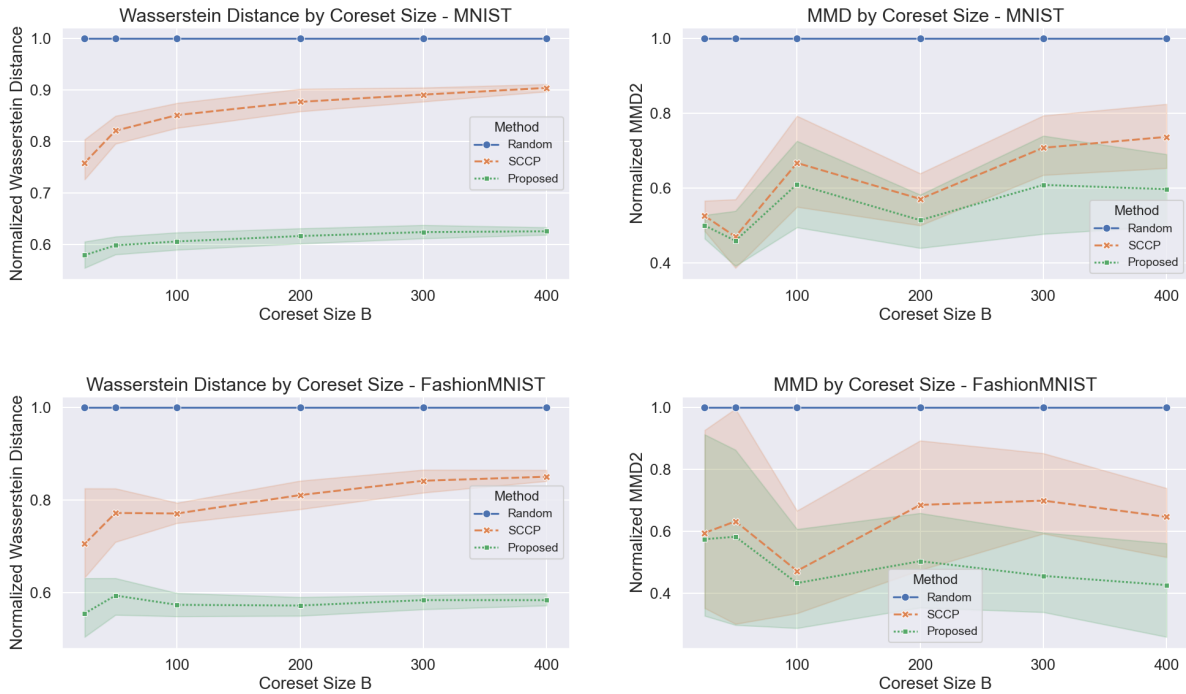 Wasserstein Distance by Coreset Size - MNIST
Normalized Wasserstein Distance
1.0
0.9
0.8
0.7
0.6
Method
Random
SCCP
Proposed
100
200
300
400
Coreset Size B
MMD by Coreset Size - MNIST
Normalized MMD2
1.0
0.8
0.6
0.4
Method
Random
SCCP
Proposed
100
200
300
400
Coreset Size B
Wasserstein Distance by Coreset Size - FashionMNIST
Normalized Wasserstein Distance
1.0
0.8
0.6
Method
Random
SCCP
Proposed
100
200
300
400
Coreset Size B
MMD by Coreset Size - FashionMNIST
Normalized MMD2
1.0
0.8
0.6
0.4
Method
Random
SCCP
Proposed
100
200
300
400
Coreset Size B